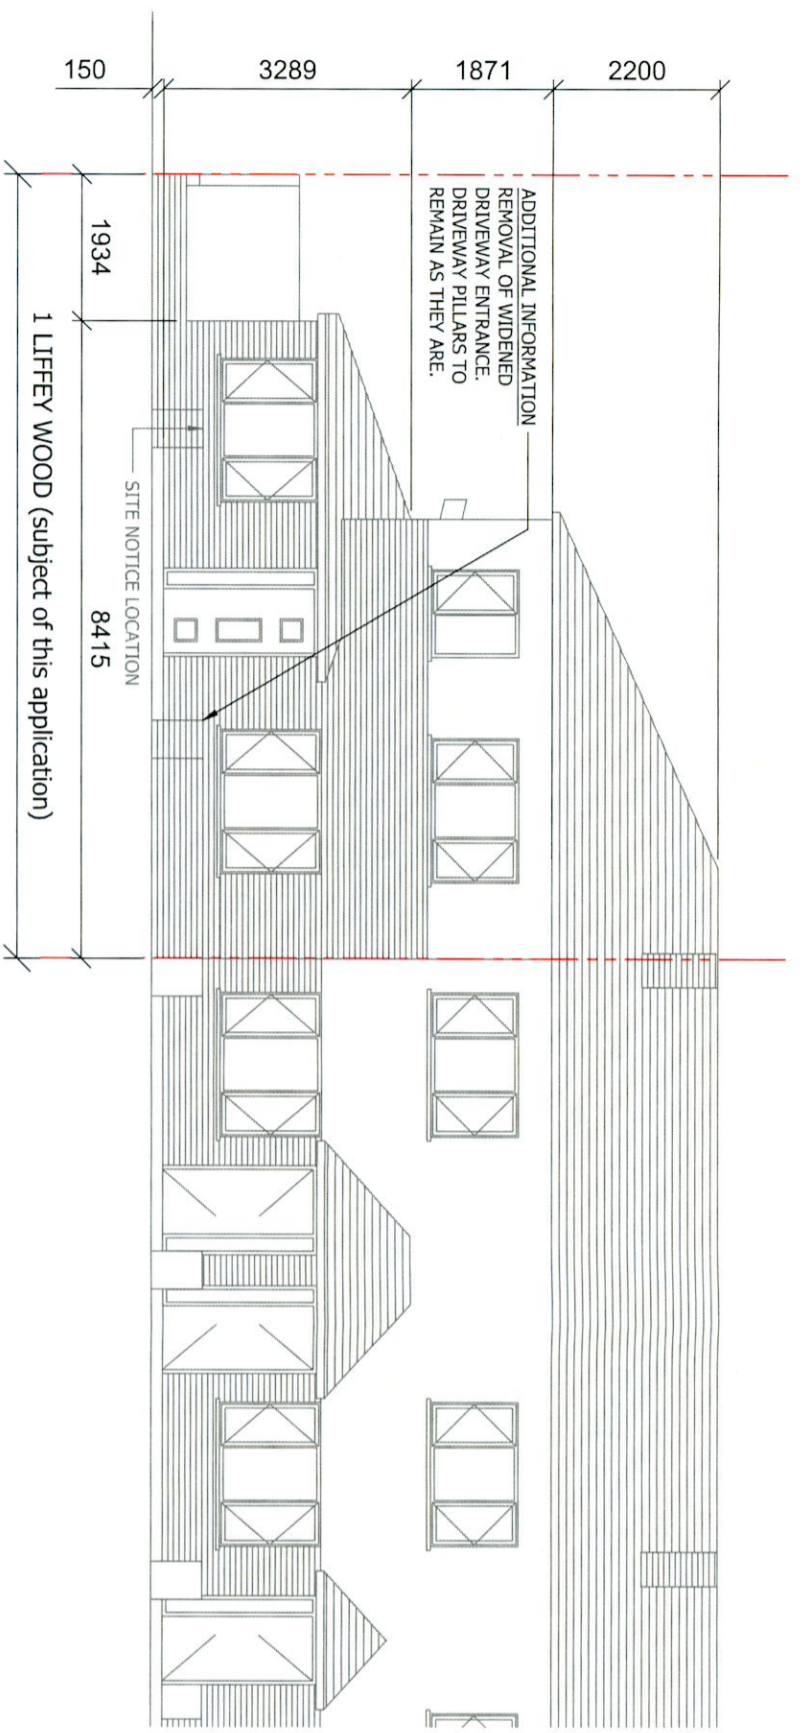 150
3289
1871
2200
ADDITIONAL INFORMATION
REMOVAL OF WIDENED
DRIVEWAY ENTRANCE.
DRIVEWAY PILLARS TO
REMAIN AS THEY ARE.
SITE NOTICE LOCATION
1934
8415
1 LIFFEY WOOD (subject of this application)